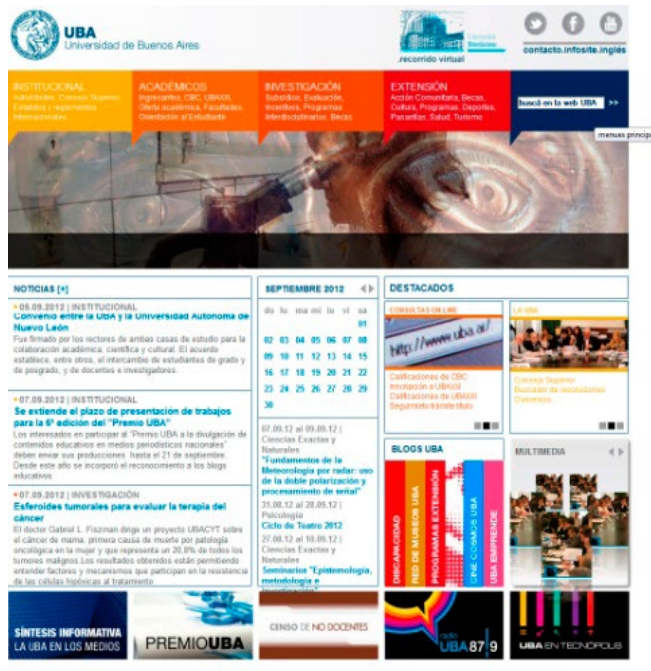 UBA
Universidad de Buenos Aires
.recorrido virtual
contacto.infosite.inglés
INSTITUCIONAL
Autoridades, Consejo Superior,
Estatutos y reglamentos
Internacionales
ACADÉMICOS
Ingresantes, CBC, UBAXXI,
Oferta académica, Facultades,
Orientación al Estudiante
INVESTIGACIÓN
Subsidios, Evaluación,
Incentivos, Programas
Interdisciplinarios, Becas
EXTENSIÓN
Acción Comunitaria, Becas,
Cultura, Programas, Deportes,
Pasantías, Salud, Turismo
buscá en la web UBA >>
menues princip
NOTICIAS [+]
06.09.2012 | INSTITUCIONAL
Convenio entre la UBA y la Universidad Autónoma de
Nuevo León
Fue firmado por los rectores de ambas casas de estudio para la
colaboración académica, científica y cultural. El acuerdo
establece, entre otros, el intercambio de estudiantes de grado y
de posgrado, y de docentes e investigadores.
07.09.2012 | INSTITUCIONAL
Se extiende el plazo de presentación de trabajos
para la 6º edición del "Premio UBA"
Los interesados en participar al "Premio UBA a la divulgación de
contenidos educativos en medios periodísticos nacionales"
deben enviar sus producciones hasta el 21 de septiembre.
Desde este año se incorporó el reconocimiento a los blogs
educativos
07.09.2012 | INVESTIGACIÓN
Esferoides tumorales para evaluar la terapia del
cáncer
El doctor Gabriel L. Fiszman dirige un proyecto UBACYT sobre
el cáncer de mama, primera causa de muerte por patología
oncológica en la mujer y que representa un 20,8% de todos los
tumores malignos.Los resultados obtenidos están permitiendo
entender factores y mecanismos que participan en la resistencia
de las células hipóxicas al tratamiento
SEPTIEMBRE 2012
do lu ma mi ju vi sa
01
02 03 04 05 06 07 08
09 10 11 12 13 14 15
16 17 18 19 20 21 22
23 24 25 26 27 28 29
30
07.09.12 al 09.09.12 |
Ciencias Exactas y
Naturales
"Fundamentos de la
Meteorología por radar: uso
de la doble polarización y
procesamiento de señal"
31.08.12 al 28.09.12 |
Psicología
Ciclo de Teatro 2012
27.08.12 al 10.09.12 |
Ciencias Exactas y
Naturales
Seminarios "Epistemología,
metodología e
DESTACADOS
CONSULTAS ON LINE
http://www.uba.ar/
Calificaciones de CBC
Inscripción a UBAXXI
Calificaciones de UBAXXI
Seguimiento trámite título
LA UBA
Consejo Superior
Buscador de resoluciones
Convenios
BLOGS UBA
DISCAPACIDAD
RED DE MUSEOS UBA
PROGRAMAS EXTENSIÓN
CINE COSMOS UBA
UBA EMPRENDE
MULTIMEDIA
SÍNTESIS INFORMATIVA
LA UBA EN LOS MEDIOS
PREMIOUBA
CENSO DE NO DOCENTES
radio
UBA87|9
UBA EN TECNÓPOLIS